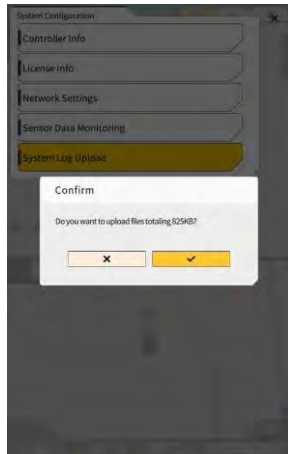 System Configuration
Controller Info
License Info
Network Settings
Sensor Data Monitoring
System Log Upload
Confirm
Do you want to upload files totaling 825KB?